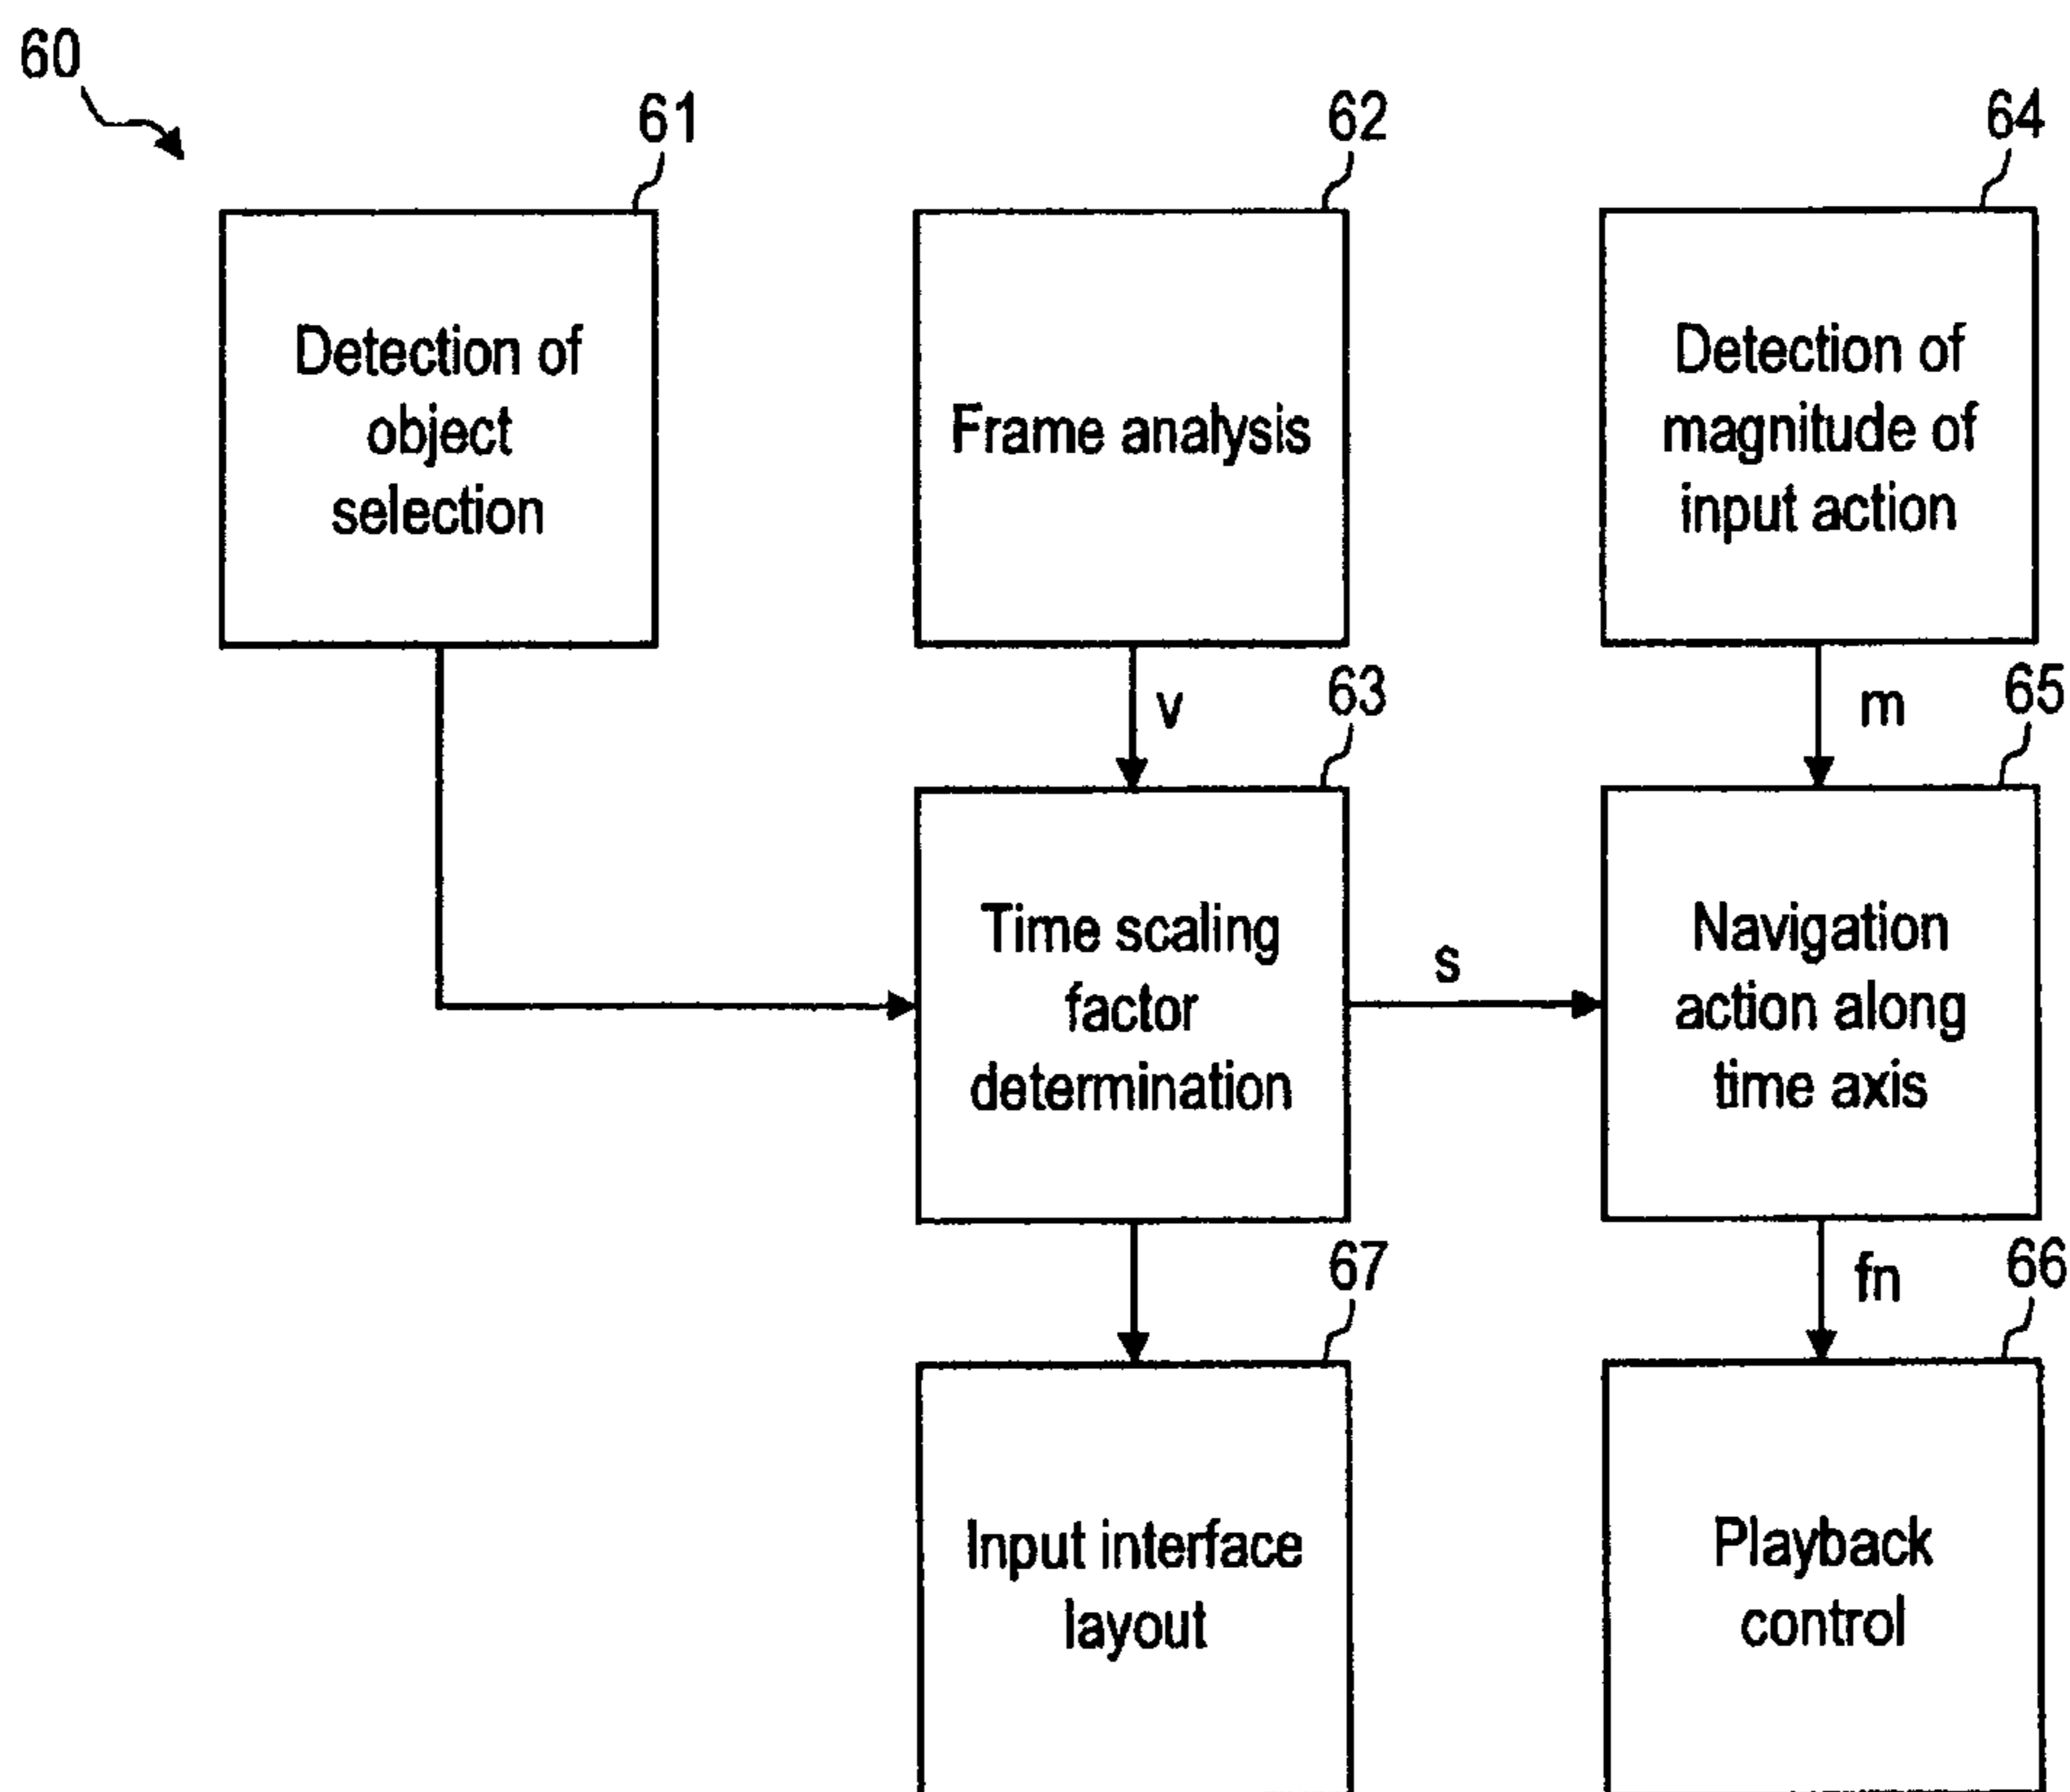 60
61
62
64
Detection of
object
selection
Frame analysis
Detection of
magnitude of
input action
v
63
m
65
Time scaling
factor
determination
s
Navigation
action along
time axis
67
fn
66
Input interface
layout
Playback
control